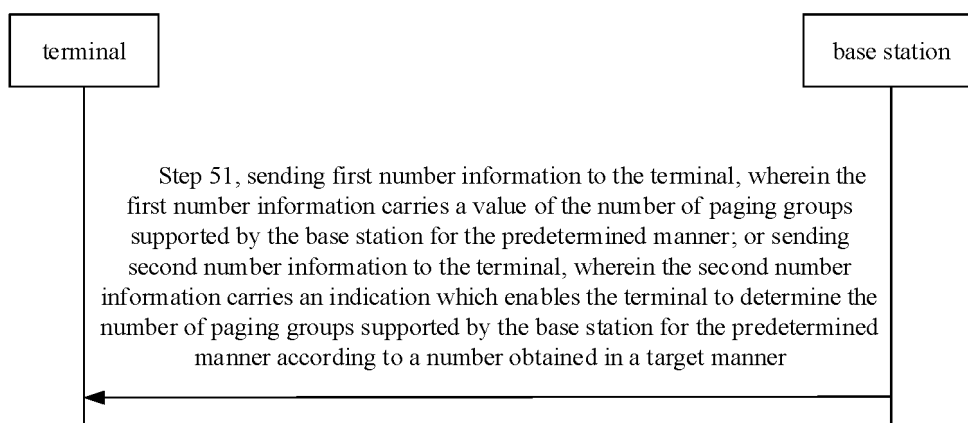 terminal
base station
Step 51, sending first number information to the terminal, wherein the
first number information carries a value of the number of paging groups
supported by the base station for the predetermined manner; or sending
second number information to the terminal, wherein the second number
information carries an indication which enables the terminal to determine the
number of paging groups supported by the base station for the predetermined
manner according to a number obtained in a target manner